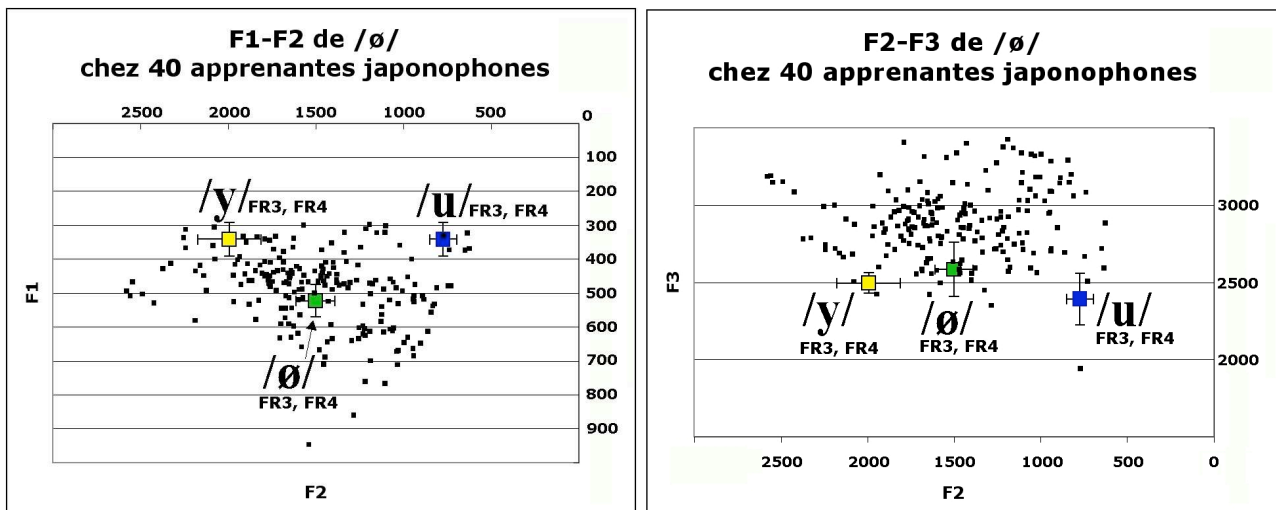 F1-F2 de /ø/
chez 40 apprenantes japonophones
2500 2000 1500 1000 500 0
100
200
300
400
500
600
700
800
900
F1
F2
/y/ FR3, FR4
/u/ FR3, FR4
/ø/
FR3, FR4
F2-F3 de /ø/
chez 40 apprenantes japonophones
3000
2500
2000
F3
/y/
FR3, FR4
/ø/
FR3, FR4
/u/
FR3, FR4
2500 2000 1500 1000 500 0
F2